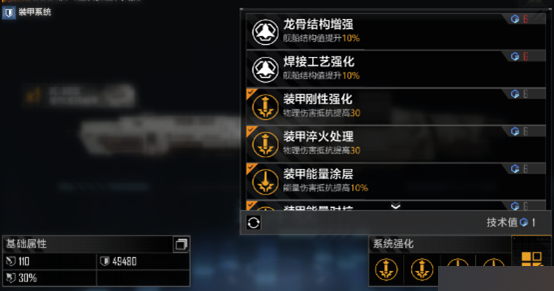 装甲系统
龙骨结构增强
舰船结构值提升10%
焊接工艺强化
舰船结构值提升10%
装甲刚性强化
物理伤害抵抗提高30
装甲淬火处理
物理伤害抵抗提高30
装甲能量涂层
能量伤害抵抗提高10%
技术值 1
基础属性
110
49480
30%
系统强化